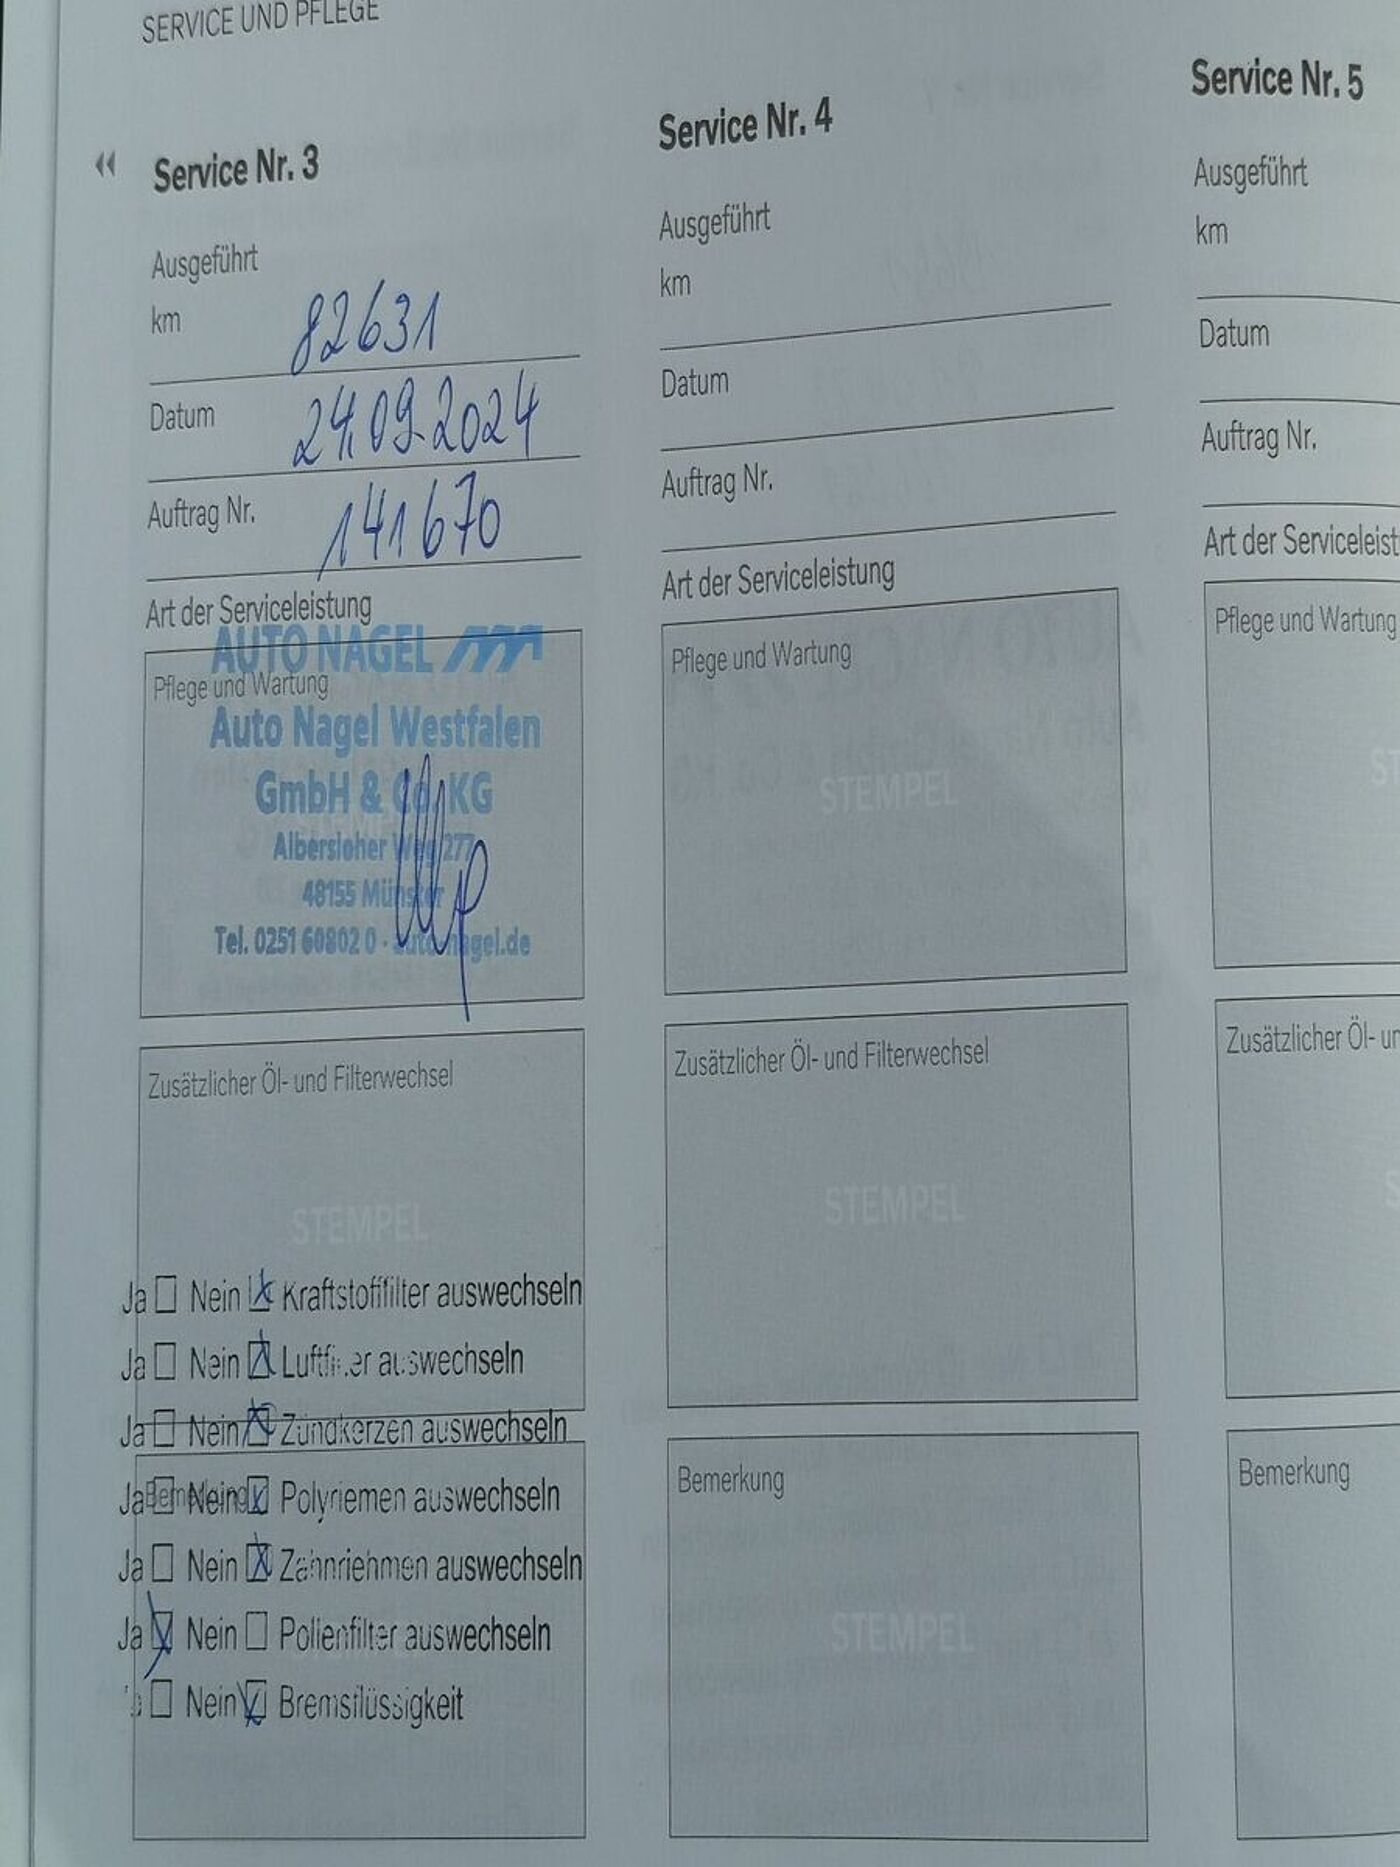 SERVICE UND PFLEGE
Service Nr. 3
Ausgeführt
km 82631
Datum 24.09.2024
Auftrag Nr. 141670
Art der Serviceleistung
AUTO NAGEL
Pflege und Wartung
Auto Nagel Westfalen
GmbH & Co. KG
Albersloher Weg 277
48155 Münster
Tel. 0251 60802 0 · autonagel.de
Zusätzlicher Öl- und Filterwechsel
STEMPEL
Ja Nein Kraftstofffilter auswechseln
Ja Nein Luftfilter auswechseln
Ja Nein Zündkerzen auswechseln
Bemerkung
Ja Nein Polyriemen auswechseln
Ja Nein Zahnriehmen auswechseln
Ja Nein Pollenfilter auswechseln
Ja Nein Bremsflüssigkeit
Service Nr. 4
Ausgeführt
km
Datum
Auftrag Nr.
Art der Serviceleistung
Pflege und Wartung
STEMPEL
Zusätzlicher Öl- und Filterwechsel
STEMPEL
Bemerkung
STEMPEL
Service Nr. 5
Ausgeführt
km
Datum
Auftrag Nr.
Art der Serviceleist
Pflege und Wartung
ST
Zusätzlicher Öl- un
S
Bemerkung